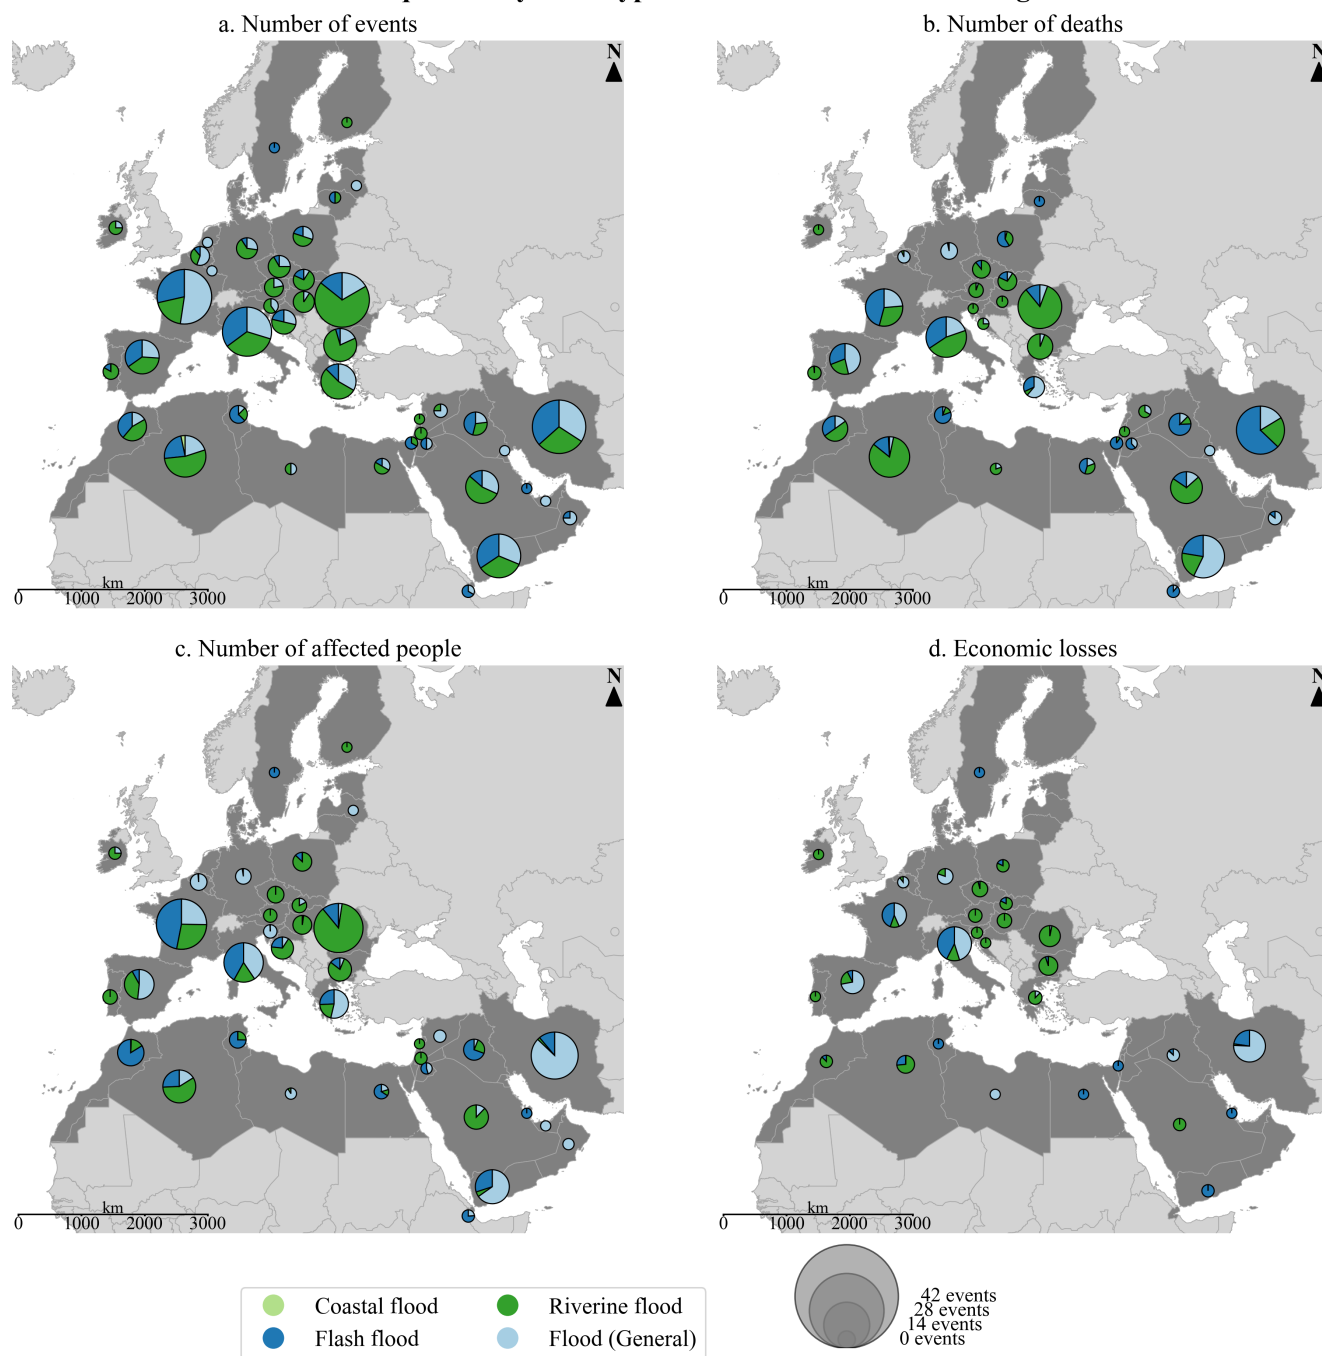 a. Number of events
b. Number of deaths
N
N
km
0 1000 2000 3000
km
0 1000 2000 3000
c. Number of affected people
d. Economic losses
N
N
km
0 1000 2000 3000
km
0 1000 2000 3000
Coastal flood
Riverine flood
Flash flood
Flood (General)
42 events
28 events
14 events
0 events